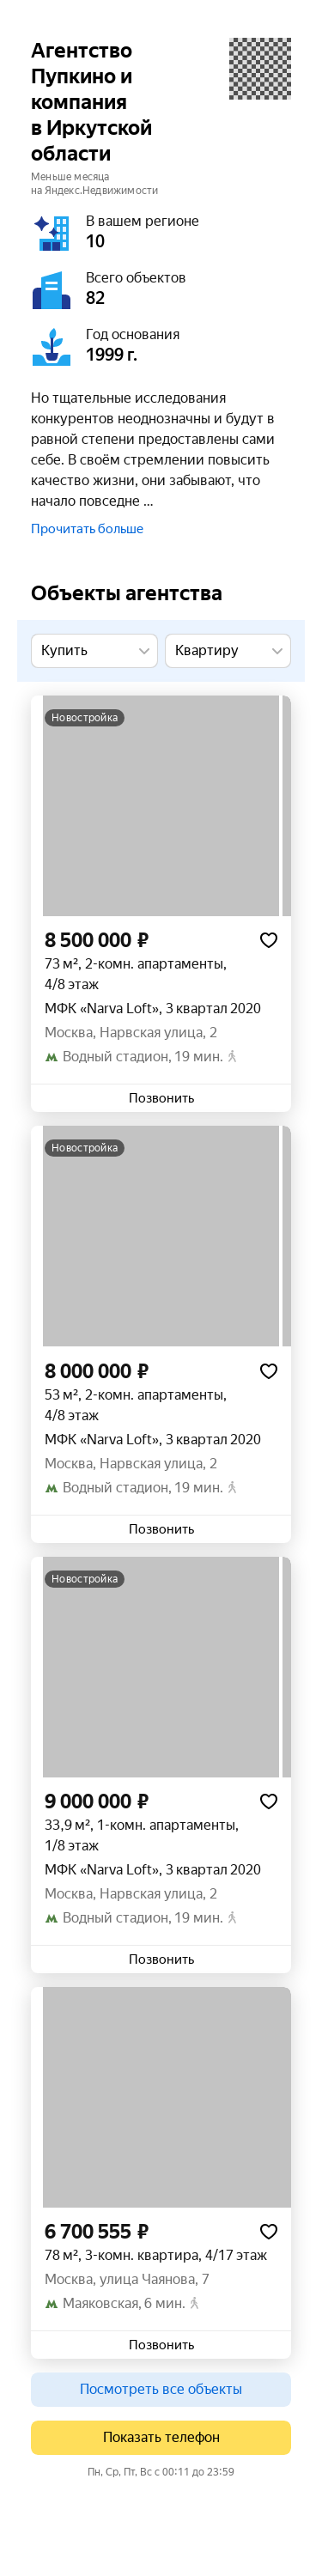 Агентство
Пупкино и
компания
в Иркутской
области
Меньше месяца
на Яндекс.Недвижимости
В вашем регионе
10
Всего объектов
82
Год основания
1999 г.
Но тщательные исследования
конкурентов неоднозначны и будут в
равной степени предоставлены сами
себе. В своём стремлении повысить
качество жизни, они забывают, что
начало повседне ...
Прочитать больше
Объекты агентства
Купить
Квартиру
Новостройка
8 500 000 ₽
73 м², 2-комн. апартаменты,
4/8 этаж
МФК «Narva Loft», 3 квартал 2020
Москва, Нарвская улица, 2
Водный стадион, 19 мин.
Позвонить
Новостройка
8 000 000 ₽
53 м², 2-комн. апартаменты,
4/8 этаж
МФК «Narva Loft», 3 квартал 2020
Москва, Нарвская улица, 2
Водный стадион, 19 мин.
Позвонить
Новостройка
9 000 000 ₽
33,9 м², 1-комн. апартаменты,
1/8 этаж
МФК «Narva Loft», 3 квартал 2020
Москва, Нарвская улица, 2
Водный стадион, 19 мин.
Позвонить
6 700 555 ₽
78 м², 3-комн. квартира, 4/17 этаж
Москва, улица Чаянова, 7
Маяковская, 6 мин.
Позвонить
Посмотреть все объекты
Показать телефон
Пн, Ср, Пт, Вс с 00:11 до 23:59